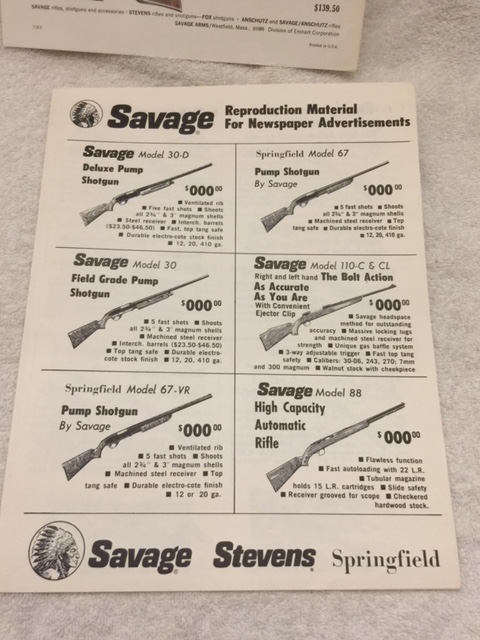 SAVAGE rifles, shotguns and accessories · STEVENS rifles and shotguns—FOX shotguns · ANSCHUTZ and SAVAGE/ANSCHUTZ rifles
SAVAGE ARMS/Westfield, Mass., 01085 Division of Emhart Corporation
$139.50
Printed in U.S.A.
Savage®
Reproduction Material
For Newspaper Advertisements
Savage Model 30-D
Deluxe Pump
Shotgun
$000⁰⁰
■ Ventilated rib
■ Five fast shots ■ Shoots
all 2¾" & 3" magnum shells
■ Steel receiver ■ Interch. barrels
($23.50-$46.50) ■ Fast, top tang safe
■ Durable electro-cote stock finish
■ 12, 20, 410 ga.
Springfield Model 67
Pump Shotgun
By Savage
$000⁰⁰
■ 5 fast shots ■ Shoots
all 2¾" & 3" magnum shells
■ Machined steel receiver ■ Top
tang safe ■ Durable electro-cote finish
■ 12, 20, 410 ga.
Savage Model 30
Field Grade Pump
Shotgun
$000⁰⁰
■ 5 fast shots ■ Shoots
all 2¾" & 3" magnum shells
■ Machined steel receiver
■ Interch. barrels ($23.50-$46.50)
■ Top tang safe ■ Durable electro-
cote stock finish ■ 12, 20, 410 ga.
Savage Model 110-C & CL
Right and left hand The Bolt Action
As Accurate
As You Are
With Convenient
Ejector Clip
$000⁰⁰
■ Savage headspace
method for outstanding
accuracy ■ Massive locking lugs
and machined steel receiver for
strength ■ Unique gas baffle system
■ 3-way adjustable trigger ■ Fast top tang
safety ■ Calibers: 30-06, 243, 270; 7mm
and 300 magnum ■ Walnut stock with cheekpiece
Springfield Model 67-VR
Pump Shotgun
By Savage
$000⁰⁰
■ Ventilated rib
■ 5 fast shots ■ Shoots
all 2¾" & 3" magnum shells
■ Machined steel receiver ■ Top
tang safe ■ Durable electro-cote finish
■ 12 or 20 ga.
Savage Model 88
High Capacity
Automatic
Rifle
$000⁰⁰
■ Flawless function
■ Fast autoloading with 22 L.R.
■ Tubular magazine
holds 15 L.R. cartridges ■ Slide safety
■ Receiver grooved for scope ■ Checkered
hardwood stock.
Savage® Stevens® Springfield